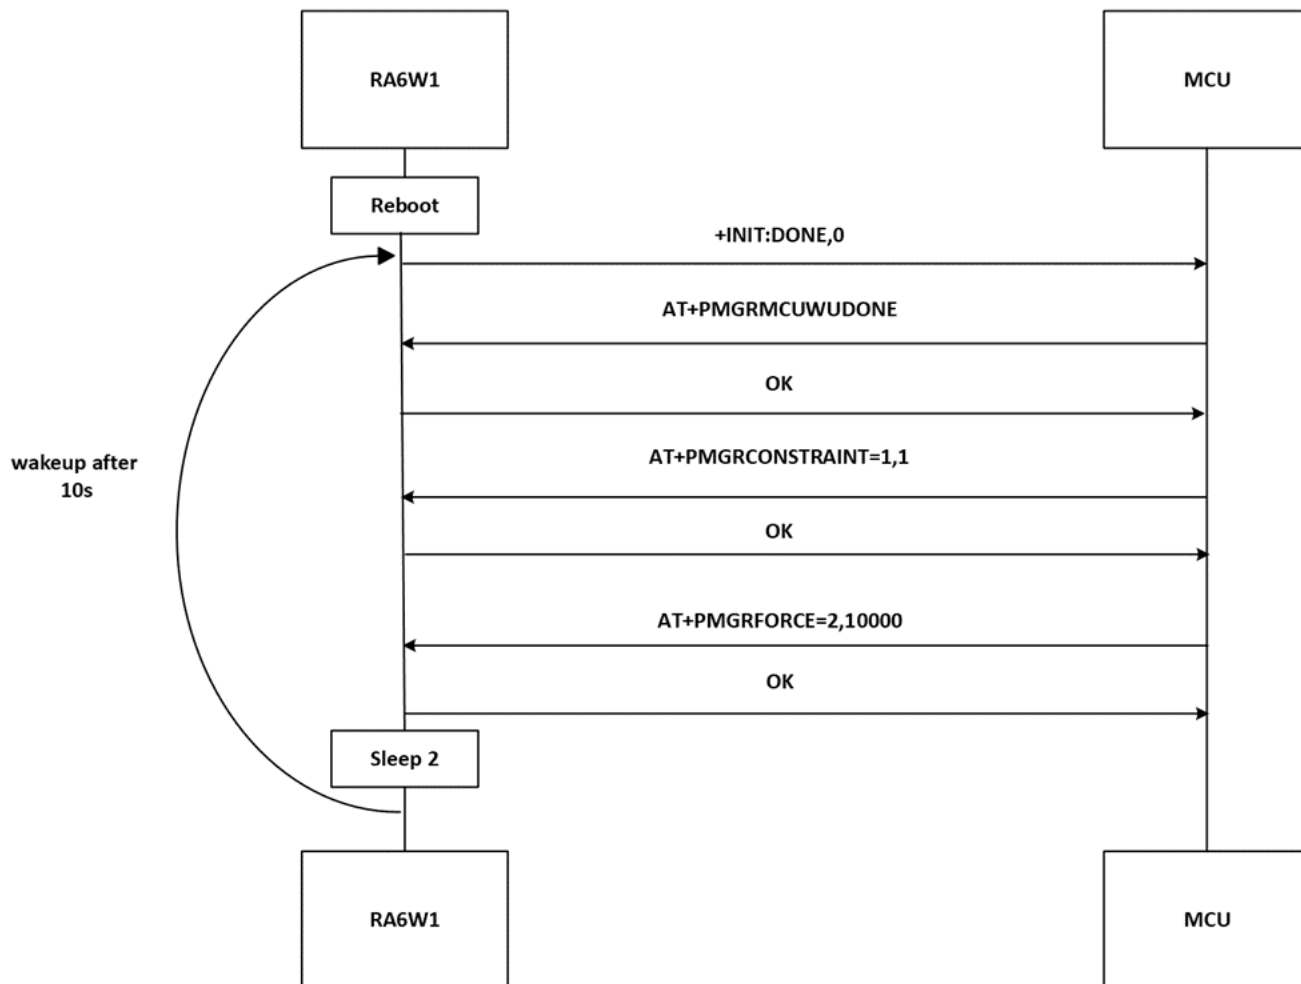 RA6W1
MCU
Reboot
+INIT:DONE,0
AT+PMGRMCUWUDONE
OK
AT+PMGRCONSTRAINT=1,1
wakeup after
10s
OK
AT+PMGRFORCE=2,10000
OK
Sleep 2
RA6W1
MCU